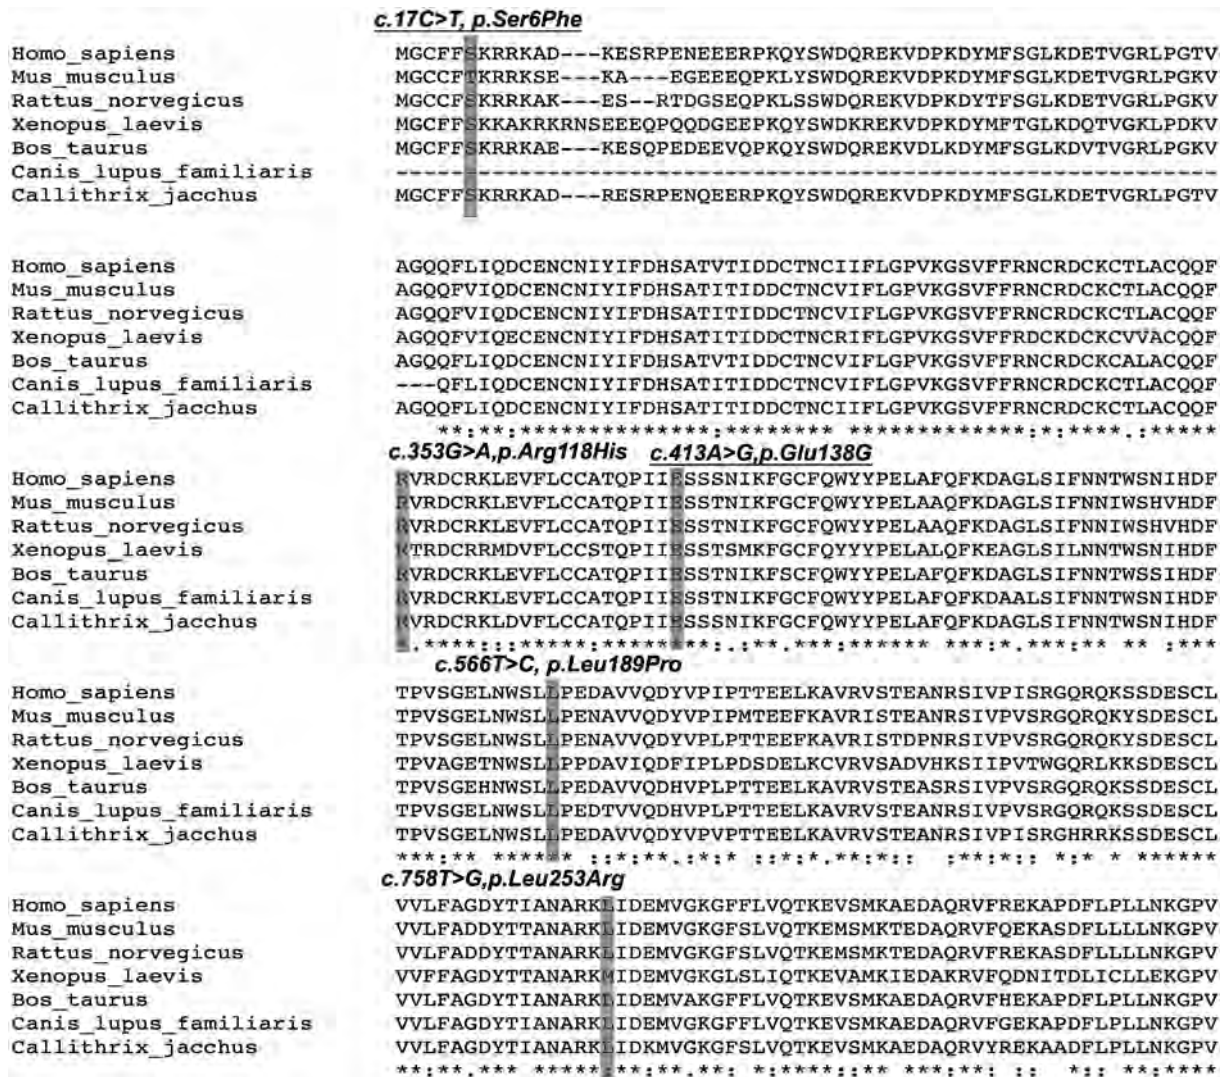 c.17C>T, p.Ser6Phe
Homo_sapiens MGCFFSKRRKAD---KESRPENEEERPKQYSWDQREKVDPKDYMFSGLKDETVGRLPGTV
Mus_musculus MGCCFTKRRKSE---KA---EGEEEQPKLYSWDQREKVDPKDYMFSGLKDETVGRLPGKV
Rattus_norvegicus MGCCFSKRRKAK---ES--RTDGSEQPKLSSWDQREKVDPKDYTFSGLKDETVGRLPGKV
Xenopus_laevis MGCFFSKKAKRKRNSEEEQPQQDGEEPKQYSWDKREKVDPKDYMFTGLKDQTVGKLPDKV
Bos_taurus MGCFFSKRRKAE---KESQPEDEEVQPKQYSWDQREKVDLKDYMFSGLKDVTVGRLPGKV
Canis_lupus_familiaris ------------------------------------------------------------
Callithrix_jacchus MGCFFSKRRKAD---RESRPENQEERPKQYSWDQREKVDPKDYMFSGLKDETVGRLPGTV
Homo_sapiens AGQQFLIQDCENCNIYIFDHSATVTIDDCTNCIIFLGPVKGSVFFRNCRDCKCTLACQQF
Mus_musculus AGQQFVIQDCENCNIYIFDHSATITIDDCTNCVIFLGPVKGSVFFRNCRDCKCTLACQQF
Rattus_norvegicus AGQQFVIQDCENCNIYIFDHSATITIDDCTNCVIFLGPVKGSVFFRNCRDCKCTLACQQF
Xenopus_laevis AGQQFVIQECENCNIYIFDHSATITIDDCTNCRIFLGPVKGSVFFRDCKDCKCVVACQQF
Bos_taurus AGQQFLIQDCENCNIYIFDHSATVTIDDCTNCVIFLGPVKGSVFFRNCRDCKCALACQQF
Canis_lupus_familiaris ---QFLIQDCENCNIYIFDHSATITIDDCTNCVIFLGPVKGSVFFRNCRDCKCTLACQQF
Callithrix_jacchus AGQQFLIQDCENCNIYIFDHSATITIDDCTNCIIFLGPVKGSVFFRNCRDCKCTLACQQF
**:**:**************:******** *************:*:****.:******
c.353G>A,p.Arg118His c.413A>G,p.Glu138G
Homo_sapiens RVRDCRKLEVFLCCATQPIIESSSNIKFGCFQWYYPELAFQFKDAGLSIFNNTWSNIHDF
Mus_musculus RVRDCRKLEVFLCCATQPIIESSTNIKFGCFQWYYPELAAQFKDAGLSIFNNIWSHVHDF
Rattus_norvegicus RVRDCRKLEVFLCCATQPIIESSTNIKFGCFQWYYPELAAQFKDAGLSIFNNIWSHVHDF
Xenopus_laevis RTRDCRRMDVFLCCSTQPIIESSTSMKFGCFQYYYPELALQFKEAGLSILNNTWSNIHDF
Bos_taurus RVRDCRKLEVFLCCATQPIIESSTNIKFSCFQWYYPELAFQFKDAGLSIFNNTWSSIHDF
Canis_lupus_familiaris RVRDCRKLEVFLCCATQPIIESSTNIKFGCFQWYYPELAFQFKDAALSIFNNTWSNIHDF
Callithrix_jacchus RVRDCRKLDVFLCCATQPIIESSSNIKFGCFQWYYPELAFQFKDAGLSIFNNTWSNIHDF
*.****:::*****:********:.:**.***:****** ***:*.***:** ** :***
c.566T>C, p.Leu189Pro
Homo_sapiens TPVSGELNWSLLPEDAVVQDYVPIPTTEELKAVRVSTEANRSIVPISRGQRQKSSDESCL
Mus_musculus TPVSGELNWSLLPENAVVQDYVPIPMTEEFKAVRISTEANRSIVPVSRGQRQKYSDESCL
Rattus_norvegicus TPVSGELNWSLLPENAVVQDYVPLPTTEEFKAVRISTDPNRSIVPVSRGQRQKYSDESCL
Xenopus_laevis TPVAGETNWSLLPPDAVIQDFIPLPDSDELKCVRVSADVHKSIIPVTWGQRLKKSDESCL
Bos_taurus TPVSGEHNWSLLPEDAVVQDHVPLPTTEELKAVRVSTEASRSIVPVSRGQRQKSSDESCL
Canis_lupus_familiaris TPVSGELNWSLLPEDTVVQDHVPLPTTEELKAVRVSTEANRSIVPVSRGQRQKSSDESCL
Callithrix_jacchus TPVSGELNWSLLPEDAVVQDYVPVPTTEELKAVRVSTEANRSIVPISRGHRRKSSDESCL
***:** ****** ::*:**.:*:* ::*:*.**:*:: :**:*:: *:* * ******
c.758T>G,p.Leu253Arg
Homo_sapiens VVLFAGDYTIANARKLIDEMVGKGFFLVQTKEVSMKAEDAQRVFREKAPDFLPLLNKGPV
Mus_musculus VVLFADDYTTANARKLIDEMVGKGFSLVQTKEMSMKTEDAQRVFQEKASDFLLLLNKGPV
Rattus_norvegicus VVLFADDYTTANARKLIDEMVGKGFSLVQTKEMSMKTEDAQRVFREKASDFLLLLNKGPV
Xenopus_laevis VVFFAGDYTTANARKMIDEMVGKGLSLIQTKEVAMKIEDAKRVFQDNITDLICLLEKGPV
Bos_taurus VVLFAGDYTIANARKLIDEMVAKGFFLVQTKEVSMKAEDAQRVFHEKAPDFLPLLNKGPV
Canis_lupus_familiaris VVLFAGDYTIANARKLIDEMVGKGFFLVQTKEVSMKAEDAQRVFGEKAPDFLPLLNKGPV
Callithrix_jacchus VVLFAGDYTIANARKLIDKMVGKGFSLVQTKEVSMKAEDAQRVFYREKAADFLPLLNKGPV
**:**.*** *****:**:**.**: *:****::** ***:*** :: *:: **:****